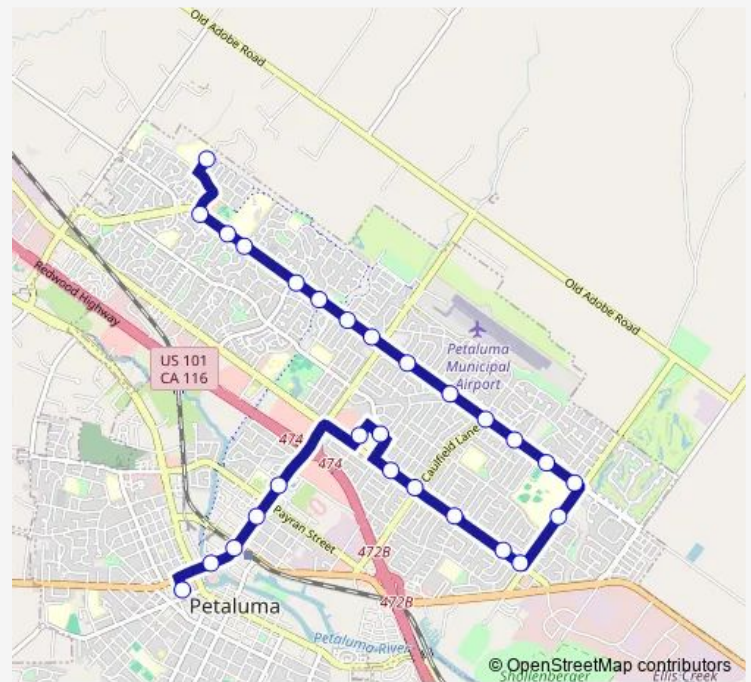 Old Adobe Road
Redwood Highway
Old Adobe Road
US 101
CA 116
Petaluma
Municipal
Airport
474
474
Caulfield Lane
Payran Street
472B
472B
Petaluma
Petaluma River
Shollenberger
Ellis Creek
© OpenStreetMap contributors